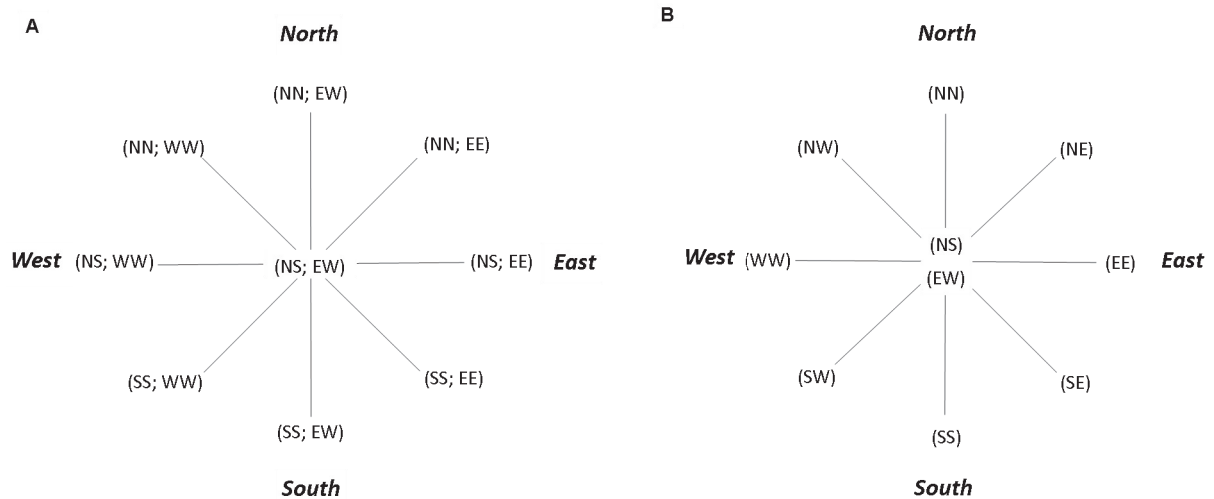 A
North
(NN; EW)
(NN; WW)
(NN; EE)
West (NS; WW)
(NS; EW)
(NS; EE) East
(SS; WW)
(SS; EE)
(SS; EW)
South
B
North
(NN)
(NW)
(NE)
(NS)
West (WW)
(EE) East
(EW)
(SW)
(SE)
(SS)
South